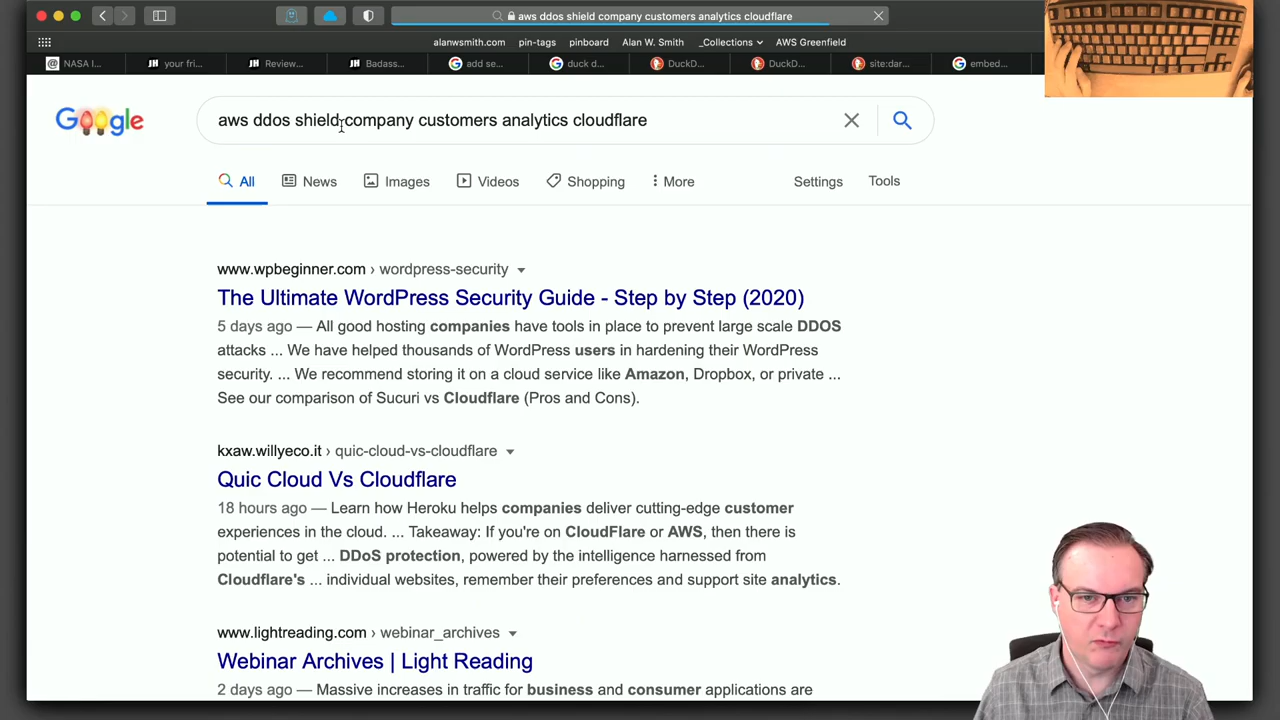 aws ddos shield company customers analytics cloudflare
alanwsmith.com pin-tags pinboard Alan W. Smith _Collections AWS Greenfield
NASA I... your fri... Review... Badass... add se... duck d... DuckD... DuckD... site:dar... embed...
Google aws ddos shield company customers analytics cloudflare
All News Images Videos Shopping More Settings Tools
www.wpbeginner.com › wordpress-security
The Ultimate WordPress Security Guide - Step by Step (2020)
5 days ago — All good hosting companies have tools in place to prevent large scale DDOS
attacks ... We have helped thousands of WordPress users in hardening their WordPress
security. ... We recommend storing it on a cloud service like Amazon, Dropbox, or private ...
See our comparison of Sucuri vs Cloudflare (Pros and Cons).
kxaw.willyeco.it › quic-cloud-vs-cloudflare
Quic Cloud Vs Cloudflare
18 hours ago — Learn how Heroku helps companies deliver cutting-edge customer
experiences in the cloud. ... Takeaway: If you're on CloudFlare or AWS, then there is
potential to get ... DDoS protection, powered by the intelligence harnessed from
Cloudflare's ... individual websites, remember their preferences and support site analytics.
www.lightreading.com › webinar_archives
Webinar Archives | Light Reading
2 days ago — Massive increases in traffic for business and consumer applications are